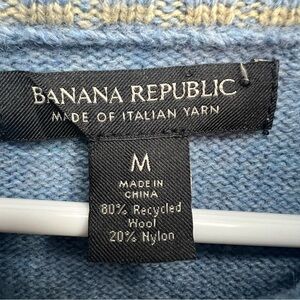 BANANA REPUBLIC
MADE OF ITALIAN YARN
M
MADE IN
CHINA
80% Recycled
Wool
20% Nylon